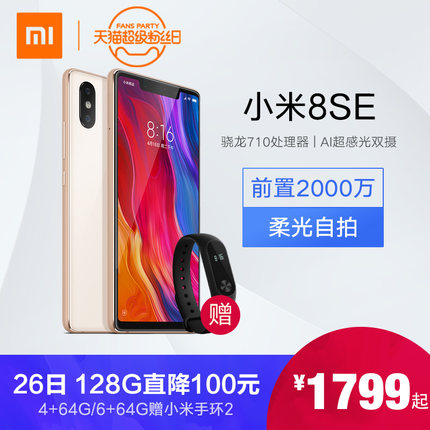 mi
FANS PARTY
天猫超级粉丝日
小米8SE
骁龙710处理器 | AI超感光双摄
前置2000万
柔光自拍
8:16
赠
26日 128G直降100元
4+64G/6+64G赠小米手环2
¥1799起